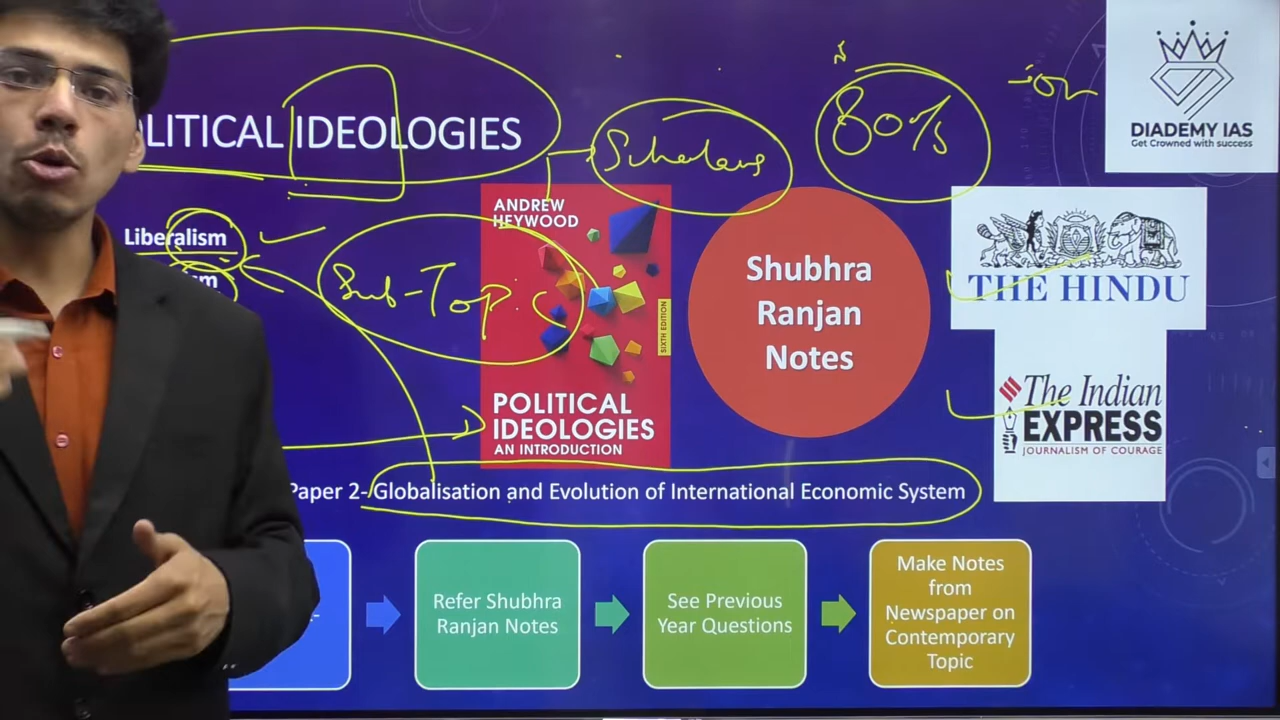 DIADEMY IAS
Get Crowned with success
OLITICAL IDEOLOGIES
Scholars
80%
Liberalism
Sub-Topic
ANDREW
HEYWOOD
SIXTH EDITION
POLITICAL
IDEOLOGIES
AN INTRODUCTION
Shubhra
Ranjan
Notes
THE HINDU
The Indian
EXPRESS
JOURNALISM OF COURAGE
Paper 2- Globalisation and Evolution of International Economic System
Refer Shubhra
Ranjan Notes
See Previous
Year Questions
Make Notes
from
Newspaper on
Contemporary
Topic